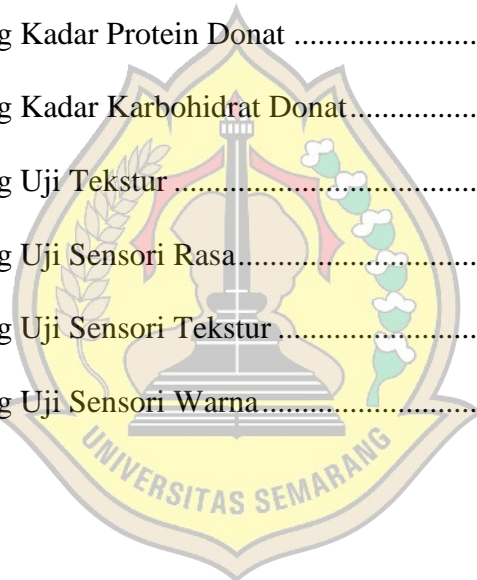 g Kadar Protein Donat ........................
g Kadar Karbohidrat Donat................
g Uji Tekstur ........................................
g Uji Sensori Rasa................................
g Uji Sensori Tekstur ..........................
g Uji Sensori Warna............................
UNIVERSITAS SEMARANG